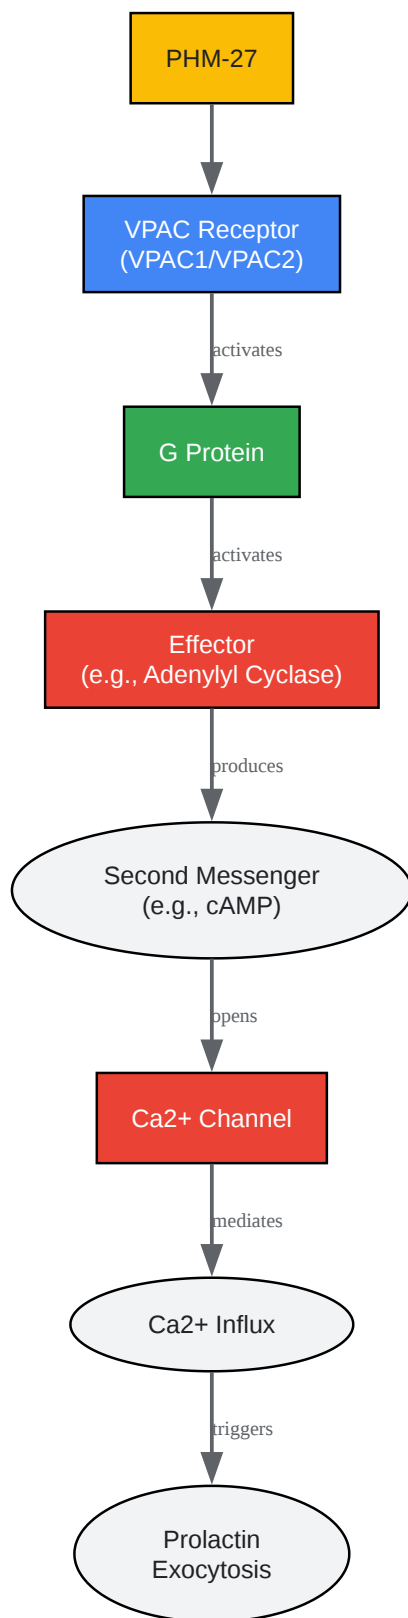 PHM-27
VPAC Receptor
(VPAC1/VPAC2)
activates
G Protein
activates
Effector
(e.g., Adenylyl Cyclase)
produces
Second Messenger
(e.g., cAMP)
opens
Ca2+ Channel
mediates
Ca2+ Influx
triggers
Prolactin
Exocytosis